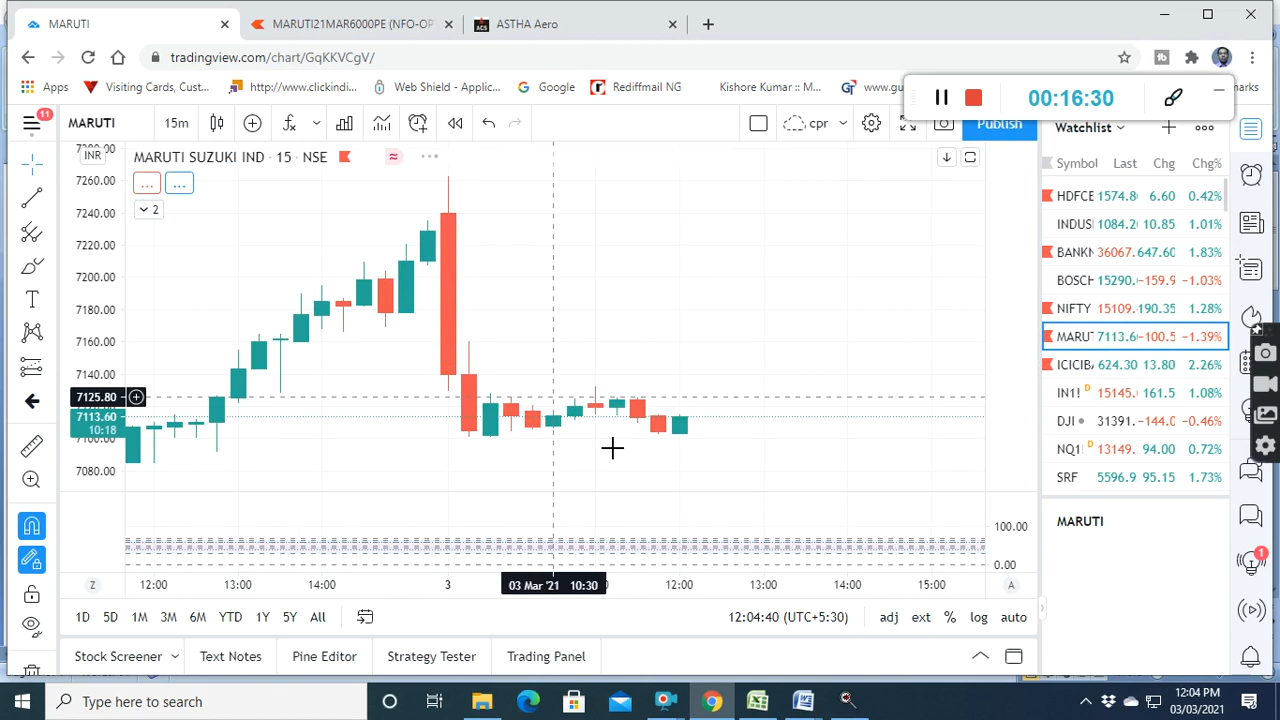 MARUTI
MARUTI21MAR6000PE (NFO-OP
ASTHA Aero
tradingview.com/chart/GqKKVCgV/
Apps
Visiting Cards, Cust...
http://www.clickindi...
Web Shield - Applic...
Google
Rediffmail NG
Kishore Kumar :: M...
00:16:30
11
MARUTI
15m
cpr
Publish
Watchlist
INR
MARUTI SUZUKI IND · 15 · NSE
2
7260.00
7240.00
7220.00
7200.00
7180.00
7160.00
7140.00
7125.80
7113.60
10:18
7100.00
7080.00
100.00
0.00
Z
12:00
13:00
14:00
3
03 Mar '21 10:30
12:00
13:00
14:00
15:00
A
1D
5D
1M
3M
6M
YTD
1Y
5Y
All
12:04:40 (UTC+5:30)
adj
ext
%
log
auto
Stock Screener
Text Notes
Pine Editor
Strategy Tester
Trading Panel
Symbol Last Chg Chg%
HDFCE 1574.8 6.60 0.42%
INDUS 1084.2 10.85 1.01%
BANKN 36067. 647.60 1.83%
BOSCH 15290. -159.9 -1.03%
NIFTY 15109. 190.35 1.28%
MARUT 7113.6 -100.5 -1.39%
ICICIBA 624.30 13.80 2.26%
IN1! D 15145. 161.5 1.08%
DJI 31391. -144.0 -0.46%
NQ1! D 13149. 94.00 0.72%
SRF 5596.9 95.15 1.73%
MARUTI
1
Type here to search
12:04 PM
03/03/2021